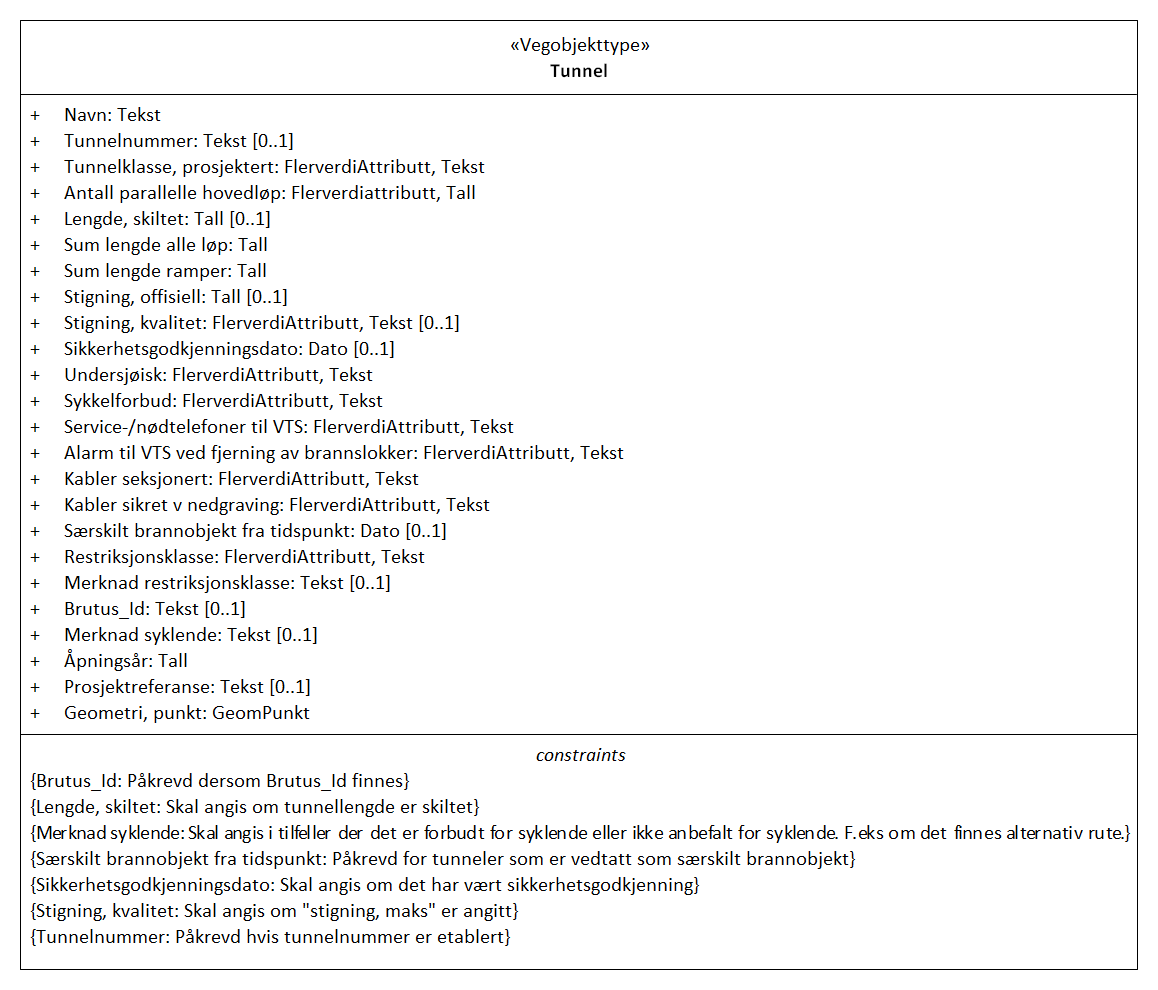 «Vegobjekttype»
Tunnel
+ Navn: Tekst
+ Tunnelnummer: Tekst [0..1]
+ Tunnelklasse, prosjektert: FlerverdiAttributt, Tekst
+ Antall parallelle hovedløp: Flerverdiattributt, Tall
+ Lengde, skiltet: Tall [0..1]
+ Sum lengde alle løp: Tall
+ Sum lengde ramper: Tall
+ Stigning, offisiell: Tall [0..1]
+ Stigning, kvalitet: FlerverdiAttributt, Tekst [0..1]
+ Sikkerhetsgodkjenningsdato: Dato [0..1]
+ Undersjøisk: FlerverdiAttributt, Tekst
+ Sykkelforbud: FlerverdiAttributt, Tekst
+ Service-/nødtelefoner til VTS: FlerverdiAttributt, Tekst
+ Alarm til VTS ved fjerning av brannslokker: FlerverdiAttributt, Tekst
+ Kabler seksjonert: FlerverdiAttributt, Tekst
+ Kabler sikret v nedgraving: FlerverdiAttributt, Tekst
+ Særskilt brannobjekt fra tidspunkt: Dato [0..1]
+ Restriksjonsklasse: FlerverdiAttributt, Tekst
+ Merknad restriksjonsklasse: Tekst [0..1]
+ Brutus_Id: Tekst [0..1]
+ Merknad syklende: Tekst [0..1]
+ Åpningsår: Tall
+ Prosjektreferanse: Tekst [0..1]
+ Geometri, punkt: GeomPunkt
constraints
{Brutus_Id: Påkrevd dersom Brutus_Id finnes}
{Lengde, skiltet: Skal angis om tunnellengde er skiltet}
{Merknad syklende: Skal angis i tilfeller der det er forbudt for syklende eller ikke anbefalt for syklende. F.eks om det finnes alternativ rute.}
{Særskilt brannobjekt fra tidspunkt: Påkrevd for tunneler som er vedtatt som særskilt brannobjekt}
{Sikkerhetsgodkjenningsdato: Skal angis om det har vært sikkerhetsgodkjenning}
{Stigning, kvalitet: Skal angis om "stigning, maks" er angitt}
{Tunnelnummer: Påkrevd hvis tunnelnummer er etablert}